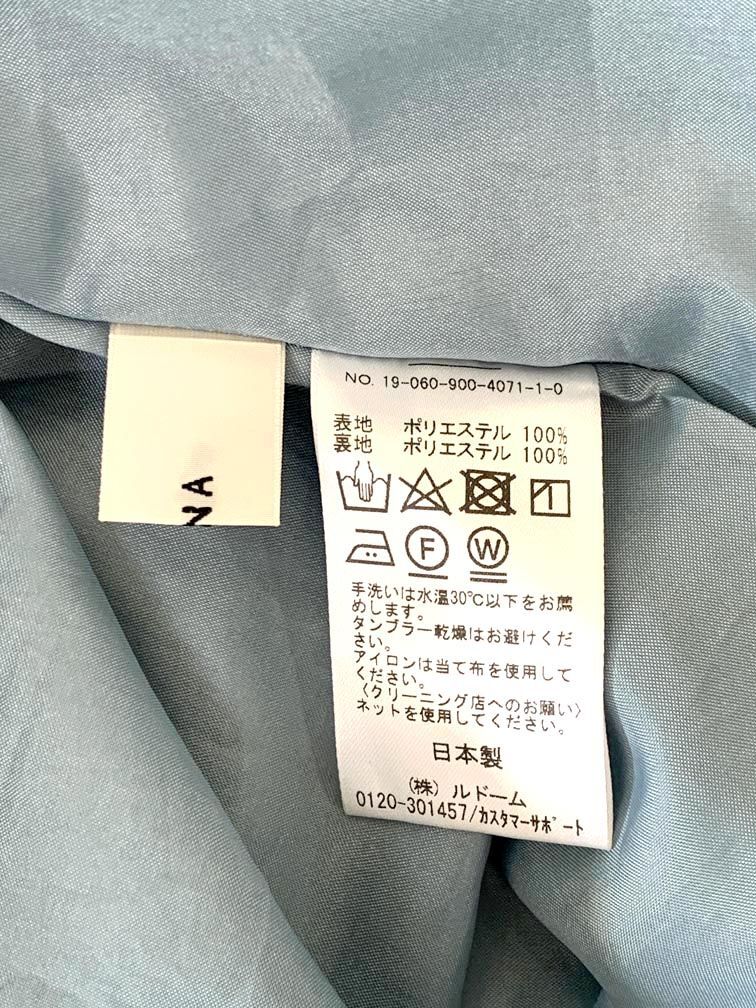 NA
NO. 19-060-900-4071-1-0
表地 ポリエステル 100%
裏地 ポリエステル 100%
F W
手洗いは水温30℃以下をお薦
めします。
タンブラー乾燥はお避けくだ
さい。
アイロンは当て布を使用して
ください。
〈クリーニング店へのお願い〉
ネットを使用してください。
日本製
(株) ルドーム
0120-301457/カスタマーサポート